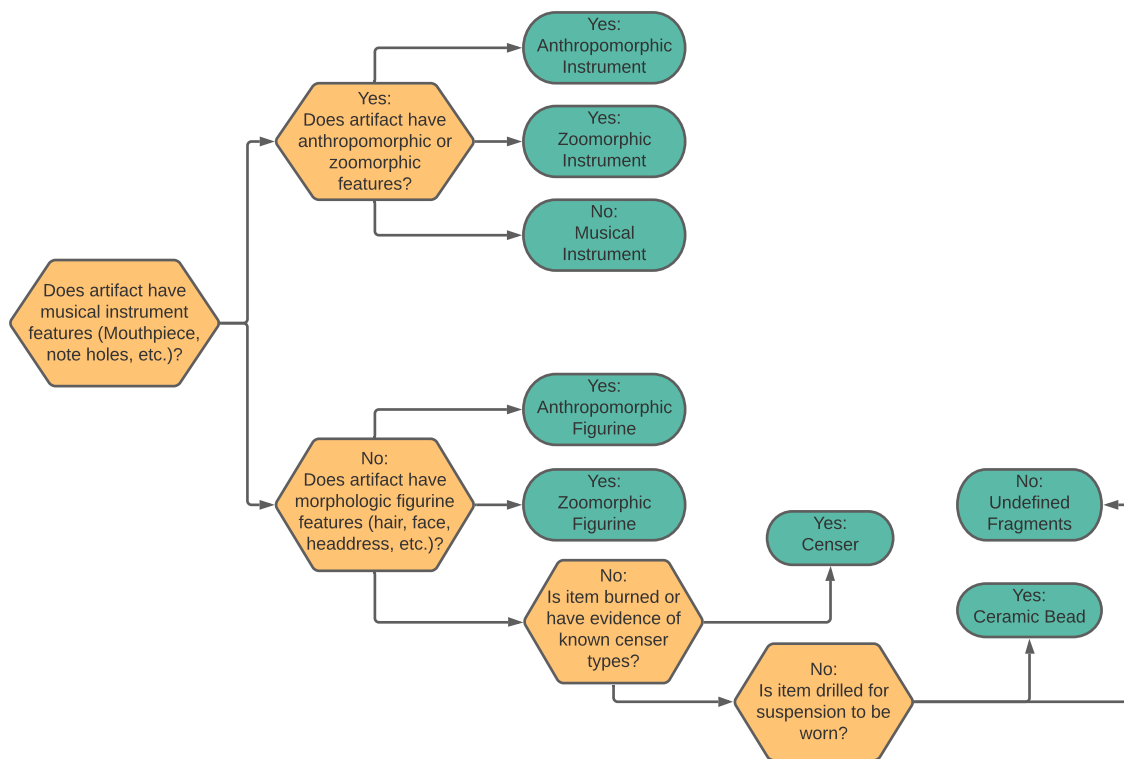 Yes:
Anthropomorphic
Instrument
Yes:
Does artifact have
anthropomorphic or
zoomorphic
features?
Yes:
Zoomorphic
Instrument
No:
Musical
Instrument
Does artifact have
musical instrument
features (Mouthpiece,
note holes, etc.)?
Yes:
Anthropomorphic
Figurine
No:
Does artifact have
morphologic figurine
features (hair, face,
headdress, etc.)?
Yes:
Zoomorphic
Figurine
No:
Is item burned or
have evidence of
known censer
types?
Yes:
Censer
No:
Is item drilled for
suspension to be
worn?
Yes:
Ceramic Bead
No:
Undefined
Fragments